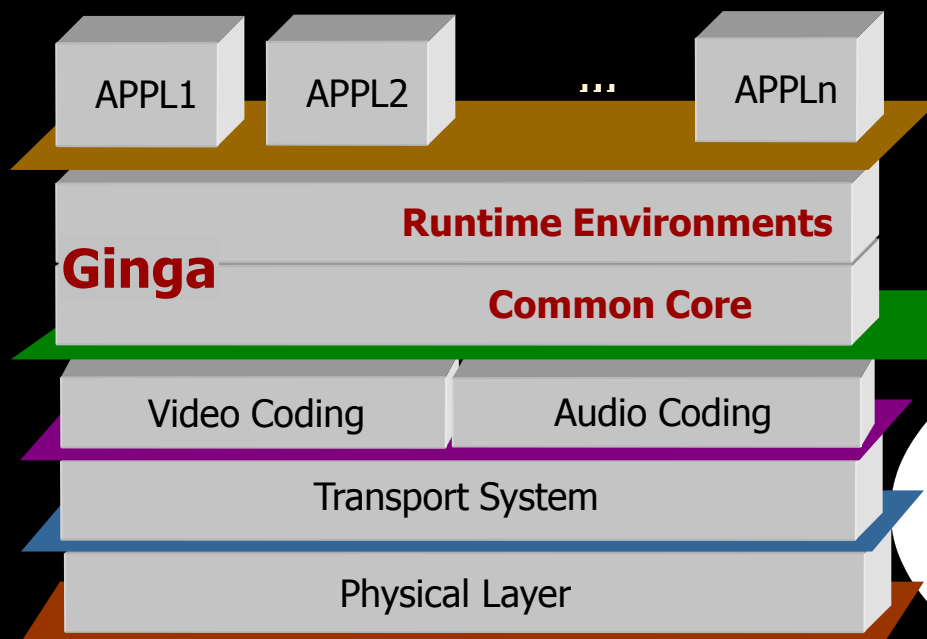 APPL1 APPL2 ... APPLn
Runtime Environments
Ginga
Common Core
Video Coding Audio Coding
Transport System
Physical Layer